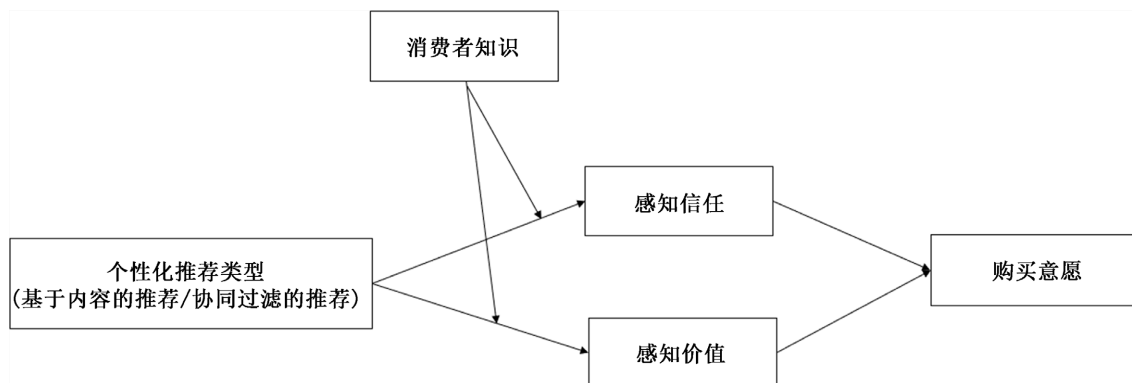 消费者知识
感知信任
个性化推荐类型
(基于内容的推荐/协同过滤的推荐)
购买意愿
感知价值